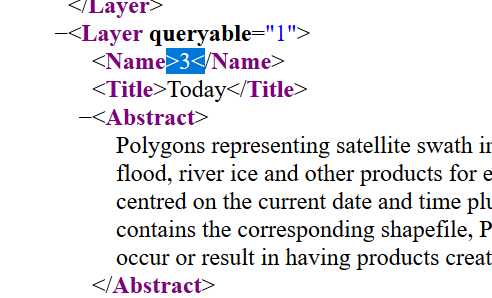 </Layer>
−<Layer queryable="1">
<Name>3</Name>
<Title>Today</Title>
−<Abstract>
Polygons representing satellite swath
flood, river ice and other products for
centred on the current date and time
contains the corresponding shapefile,
occur or result in having products
</Abstract>